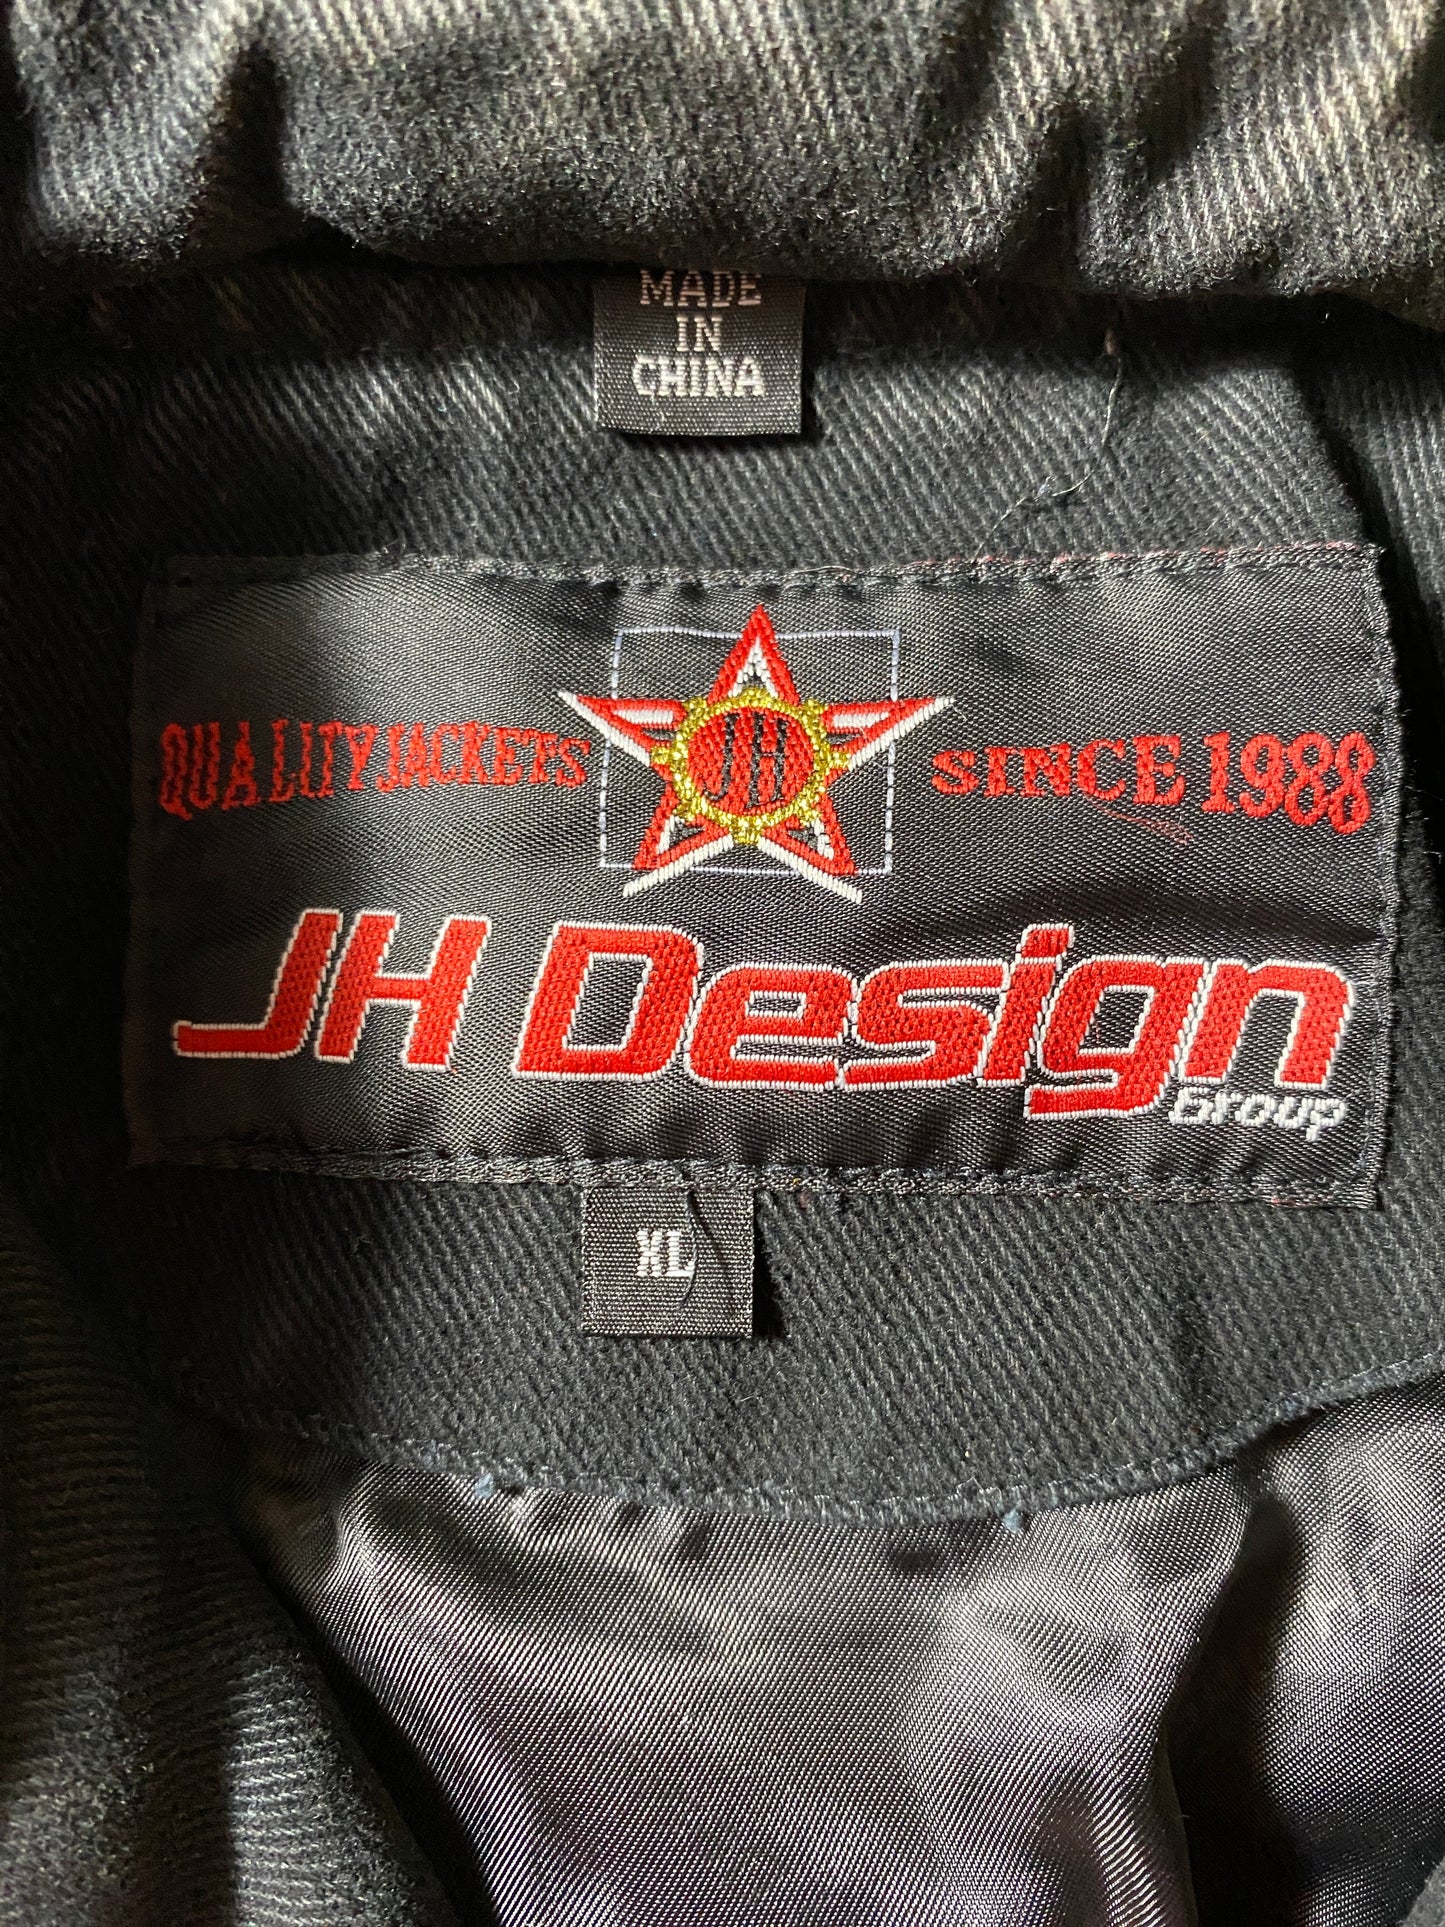 MADE
IN
CHINA
QUALITY JACKETS JH SINCE 1988
JH Design
Group
XL